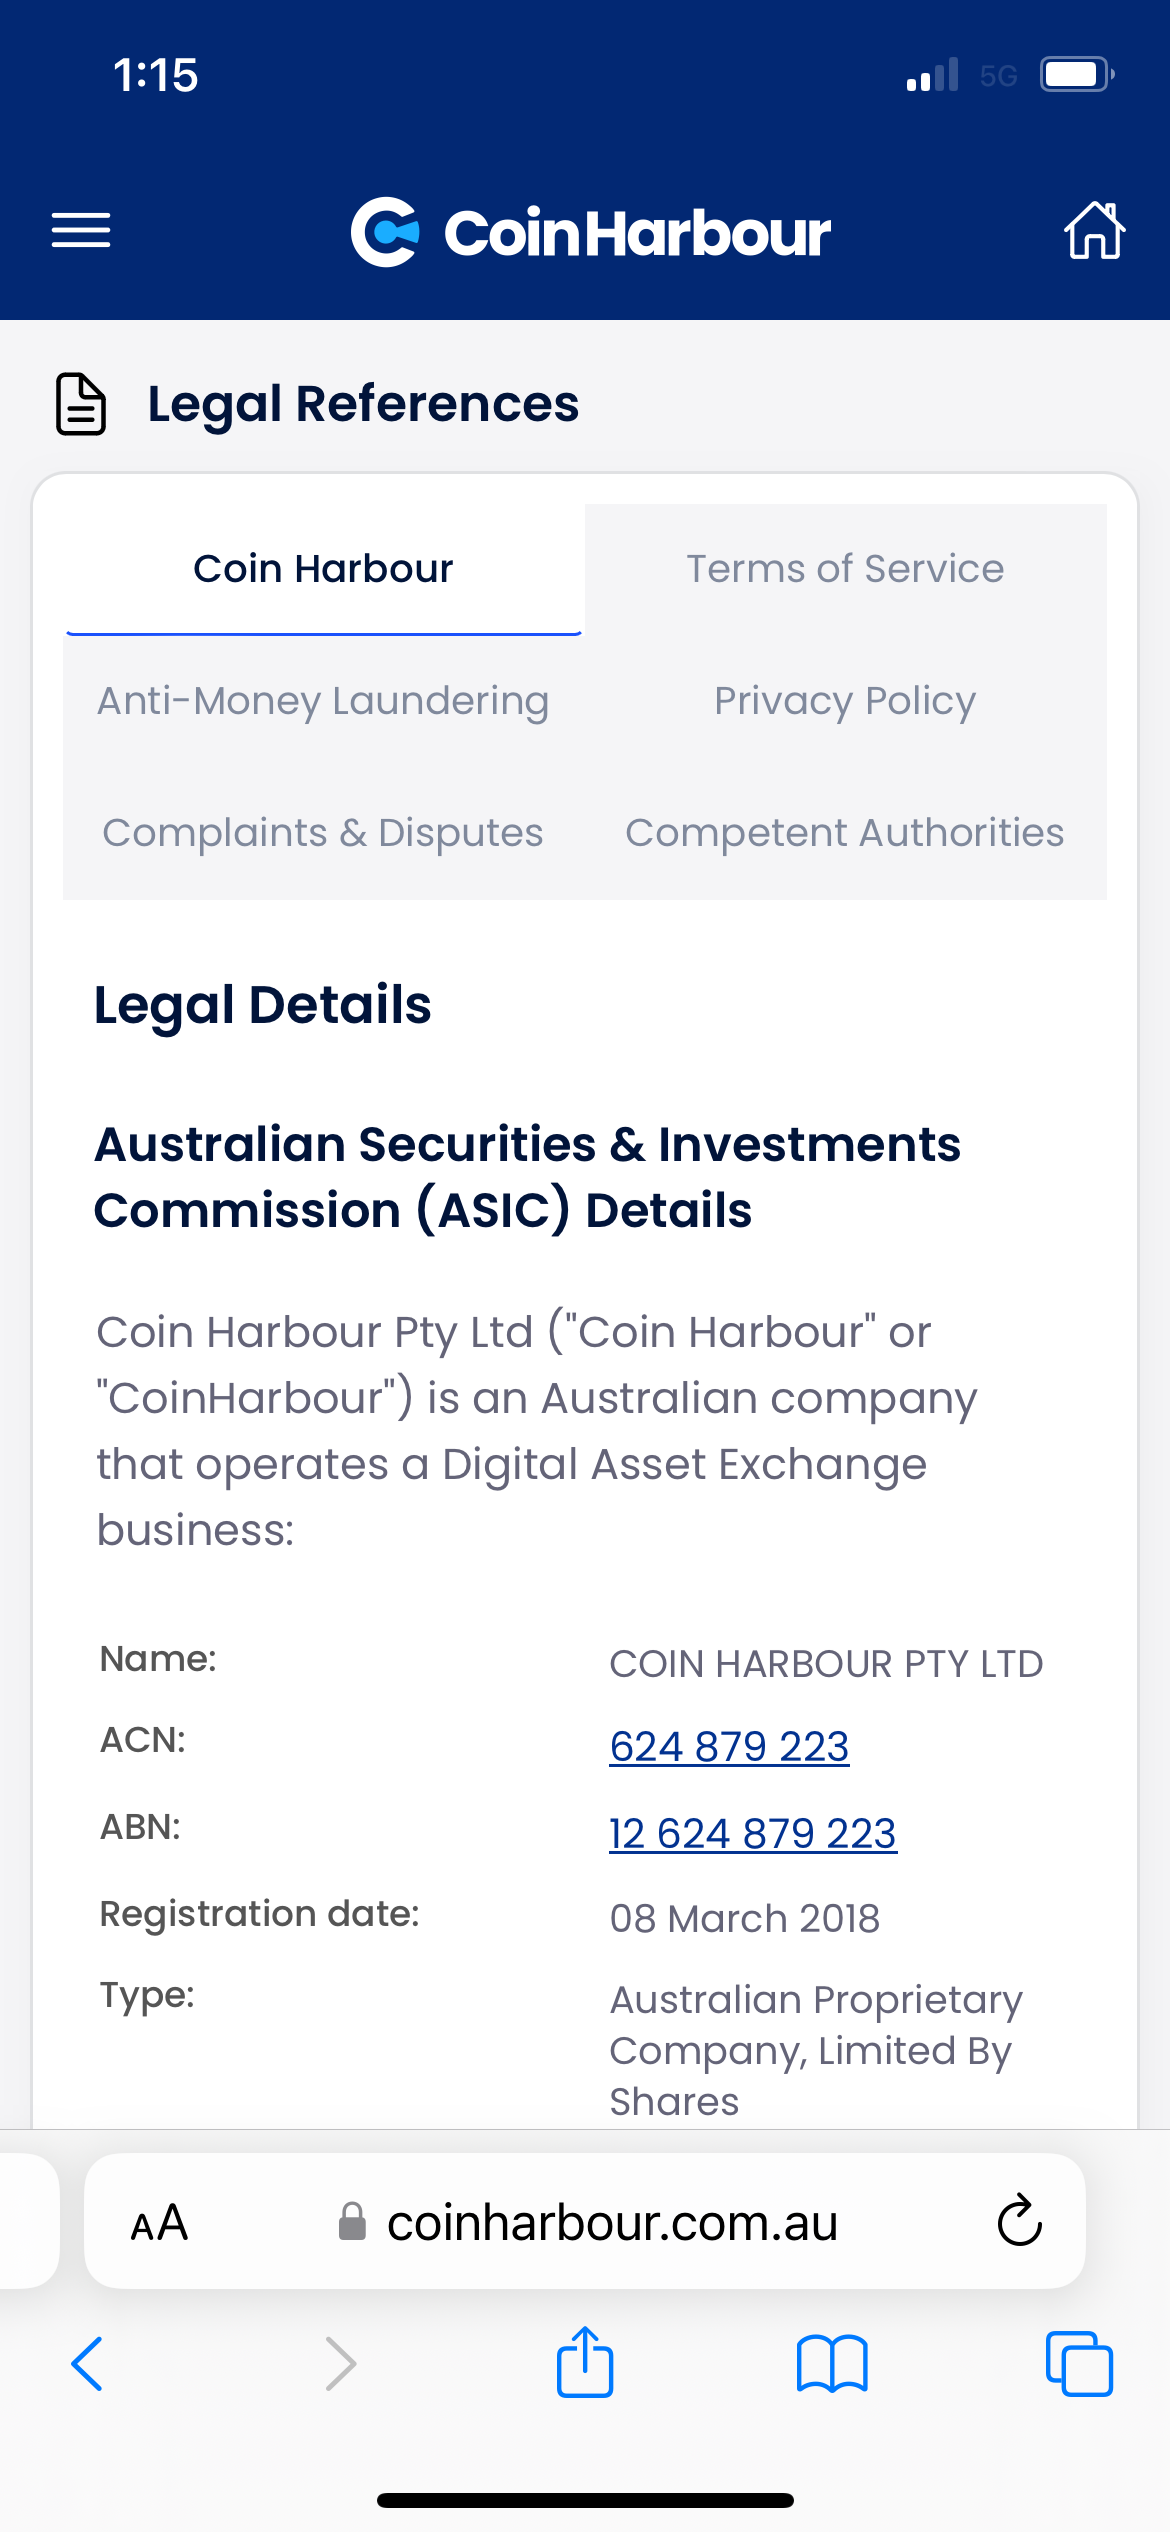 1:15
5G
CoinHarbour
Legal References
Coin Harbour
Terms of Service
Anti-Money Laundering
Privacy Policy
Complaints & Disputes
Competent Authorities
Legal Details
Australian Securities & Investments
Commission (ASIC) Details
Coin Harbour Pty Ltd ("Coin Harbour" or
"CoinHarbour") is an Australian company
that operates a Digital Asset Exchange
business:
Name: COIN HARBOUR PTY LTD
ACN: 624 879 223
ABN: 12 624 879 223
Registration date: 08 March 2018
Type: Australian Proprietary
Company, Limited By
Shares
AA coinharbour.com.au